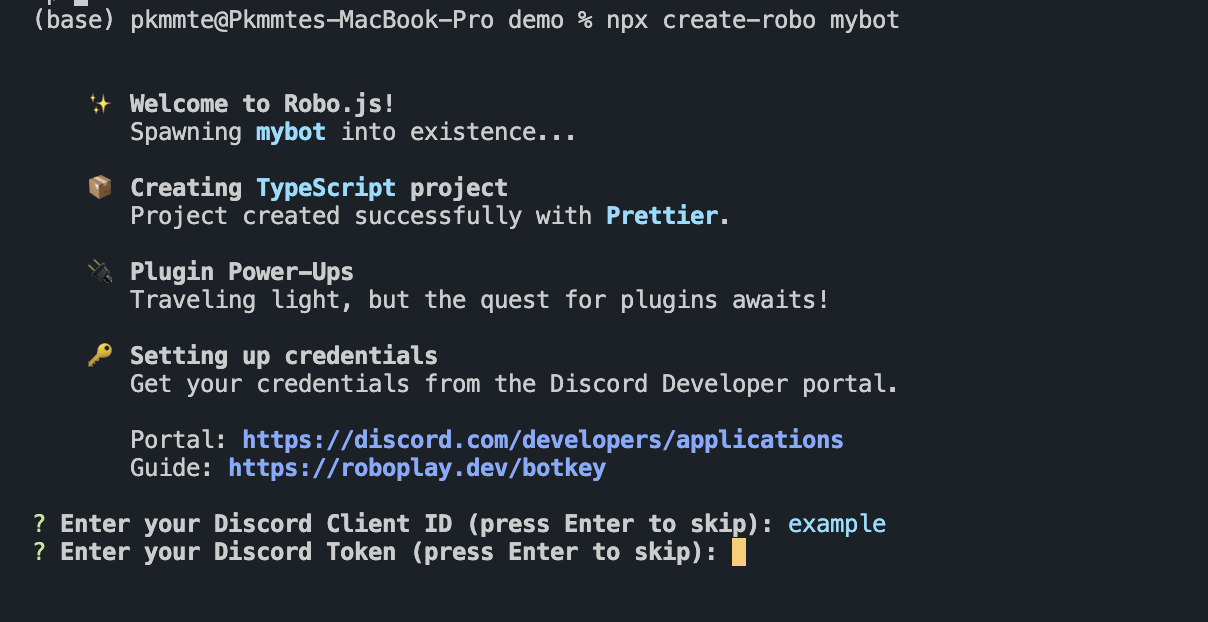 (base) pkmmte@Pkmmtes-MacBook-Pro demo % npx create-robo mybot
✨ Welcome to Robo.js!
Spawning mybot into existence...
📦 Creating TypeScript project
Project created successfully with Prettier.
🔌 Plugin Power-Ups
Traveling light, but the quest for plugins awaits!
🔑 Setting up credentials
Get your credentials from the Discord Developer portal.
Portal: https://discord.com/developers/applications
Guide: https://roboplay.dev/botkey
? Enter your Discord Client ID (press Enter to skip): example
? Enter your Discord Token (press Enter to skip):